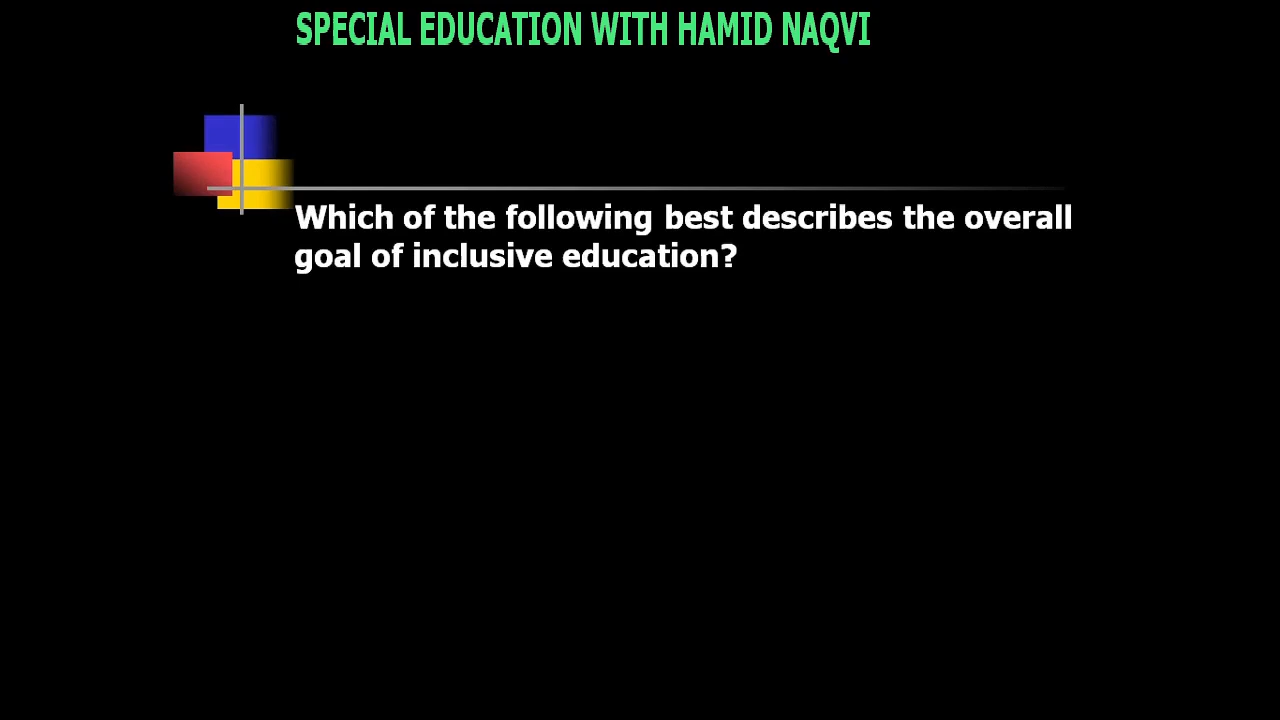 SPECIAL EDUCATION WITH HAMID NAQVI
Which of the following best describes the overall
goal of inclusive education?